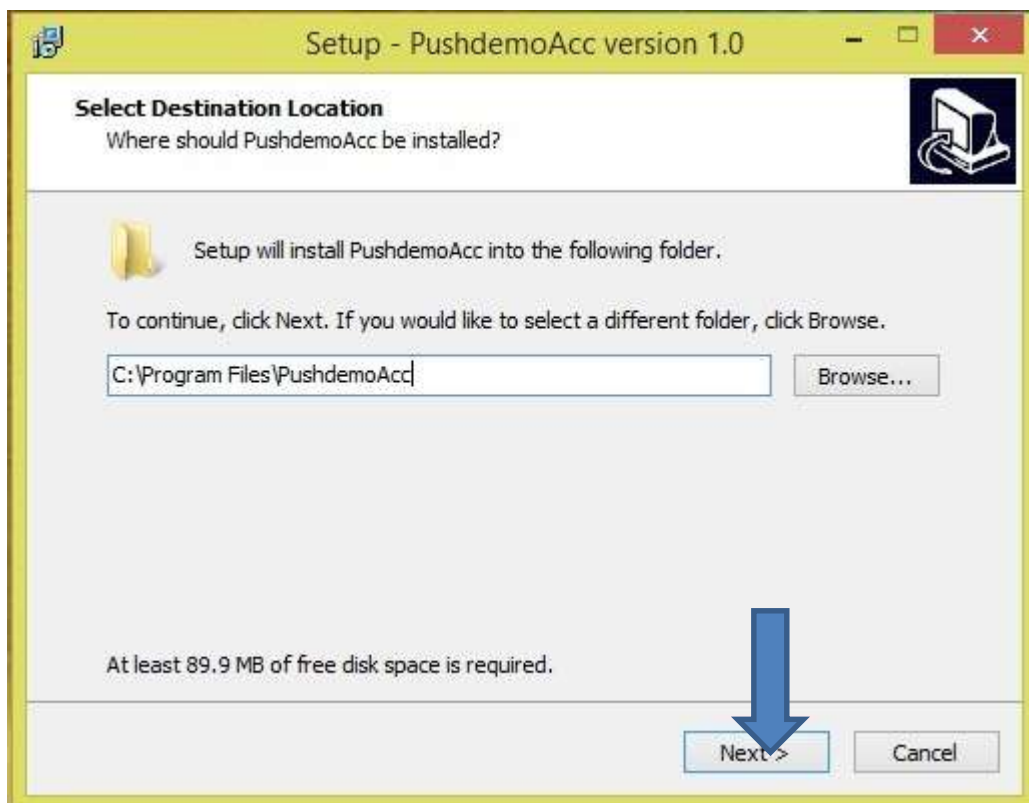 Setup - PushdemoAcc version 1.0
Select Destination Location
Where should PushdemoAcc be installed?
Setup will install PushdemoAcc into the following folder.
To continue, click Next. If you would like to select a different folder, click Browse.
C:\Program Files\PushdemoAcc
Browse...
At least 89.9 MB of free disk space is required.
Next >
Cancel